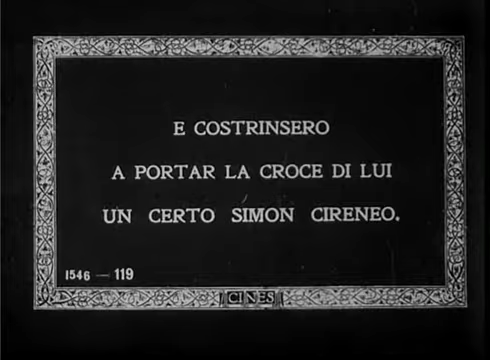 E COSTRINSERO
A PORTAR LA CROCE DI LUI
UN CERTO SIMON CIRENEO.
1546 — 119
CINES